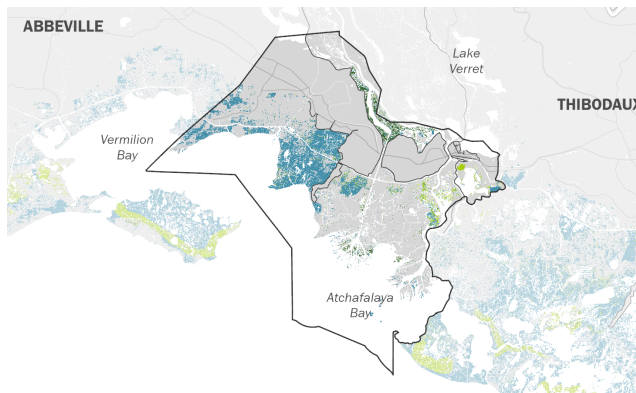 ABBEVILLE
Lake
Verret
THIBODAUX
Vermilion
Bay
Atchafalaya
Bay